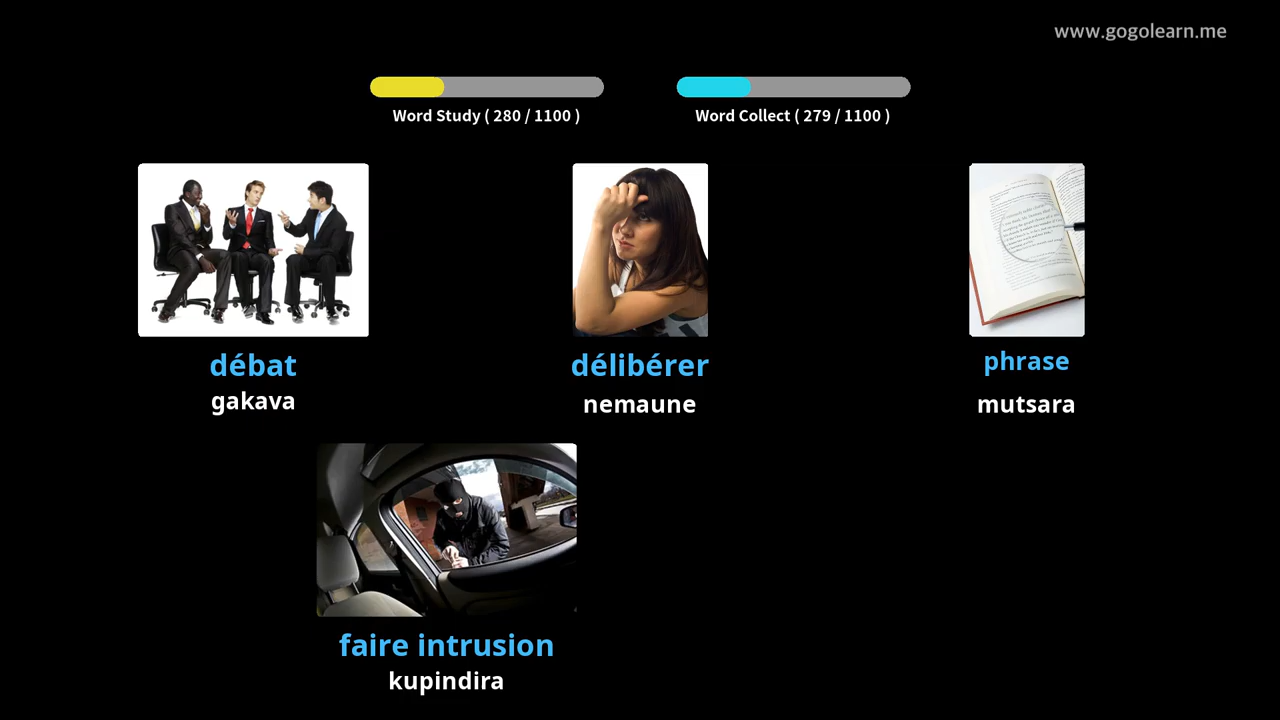 www.gogolearn.me
Word Study ( 280 / 1100 )
Word Collect ( 279 / 1100 )
débat
gakava
délibérer
nemaune
phrase
mutsara
faire intrusion
kupindira